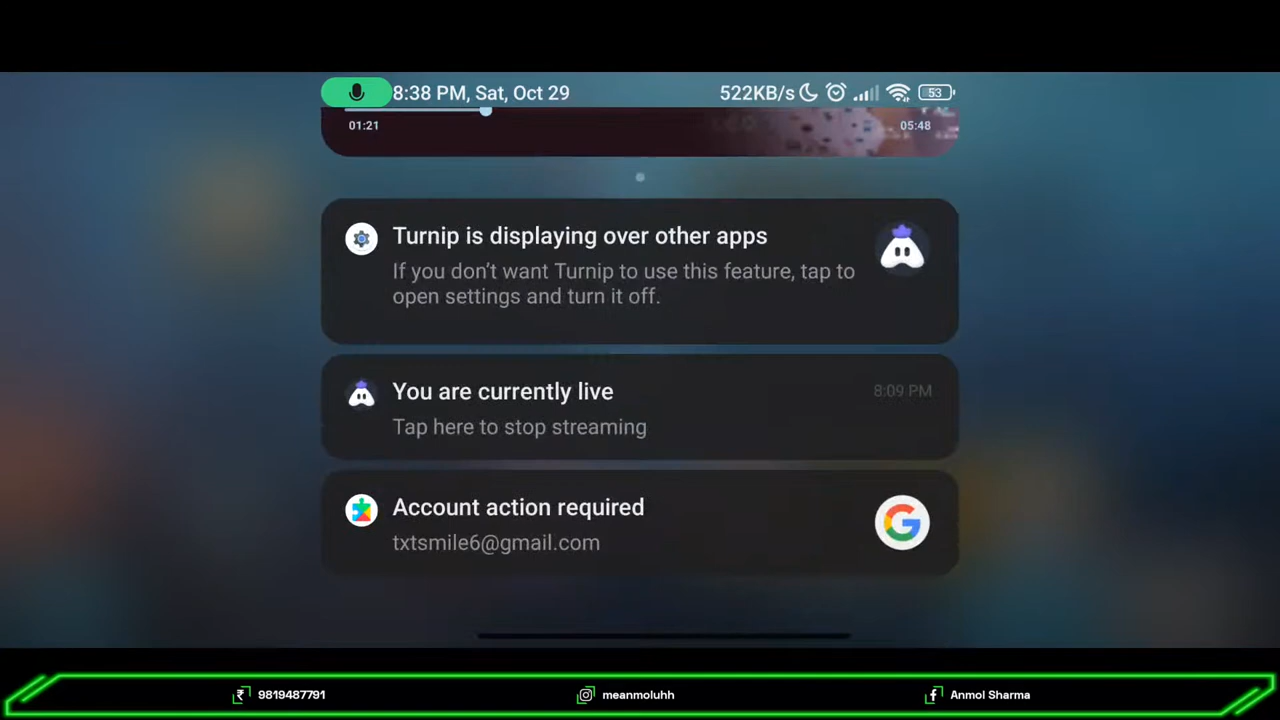 8:38 PM, Sat, Oct 29
522KB/s
53
01:21
05:48
Turnip is displaying over other apps
If you don't want Turnip to use this feature, tap to
open settings and turn it off.
You are currently live
8:09 PM
Tap here to stop streaming
Account action required
txtsmile6@gmail.com
₹ 9819487791
meanmoluhh
Anmol Sharma